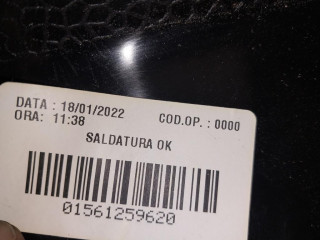 DATA : 18/01/2022 COD.OP. : 0000
ORA: 11:38
SALDATURA OK
01561259620